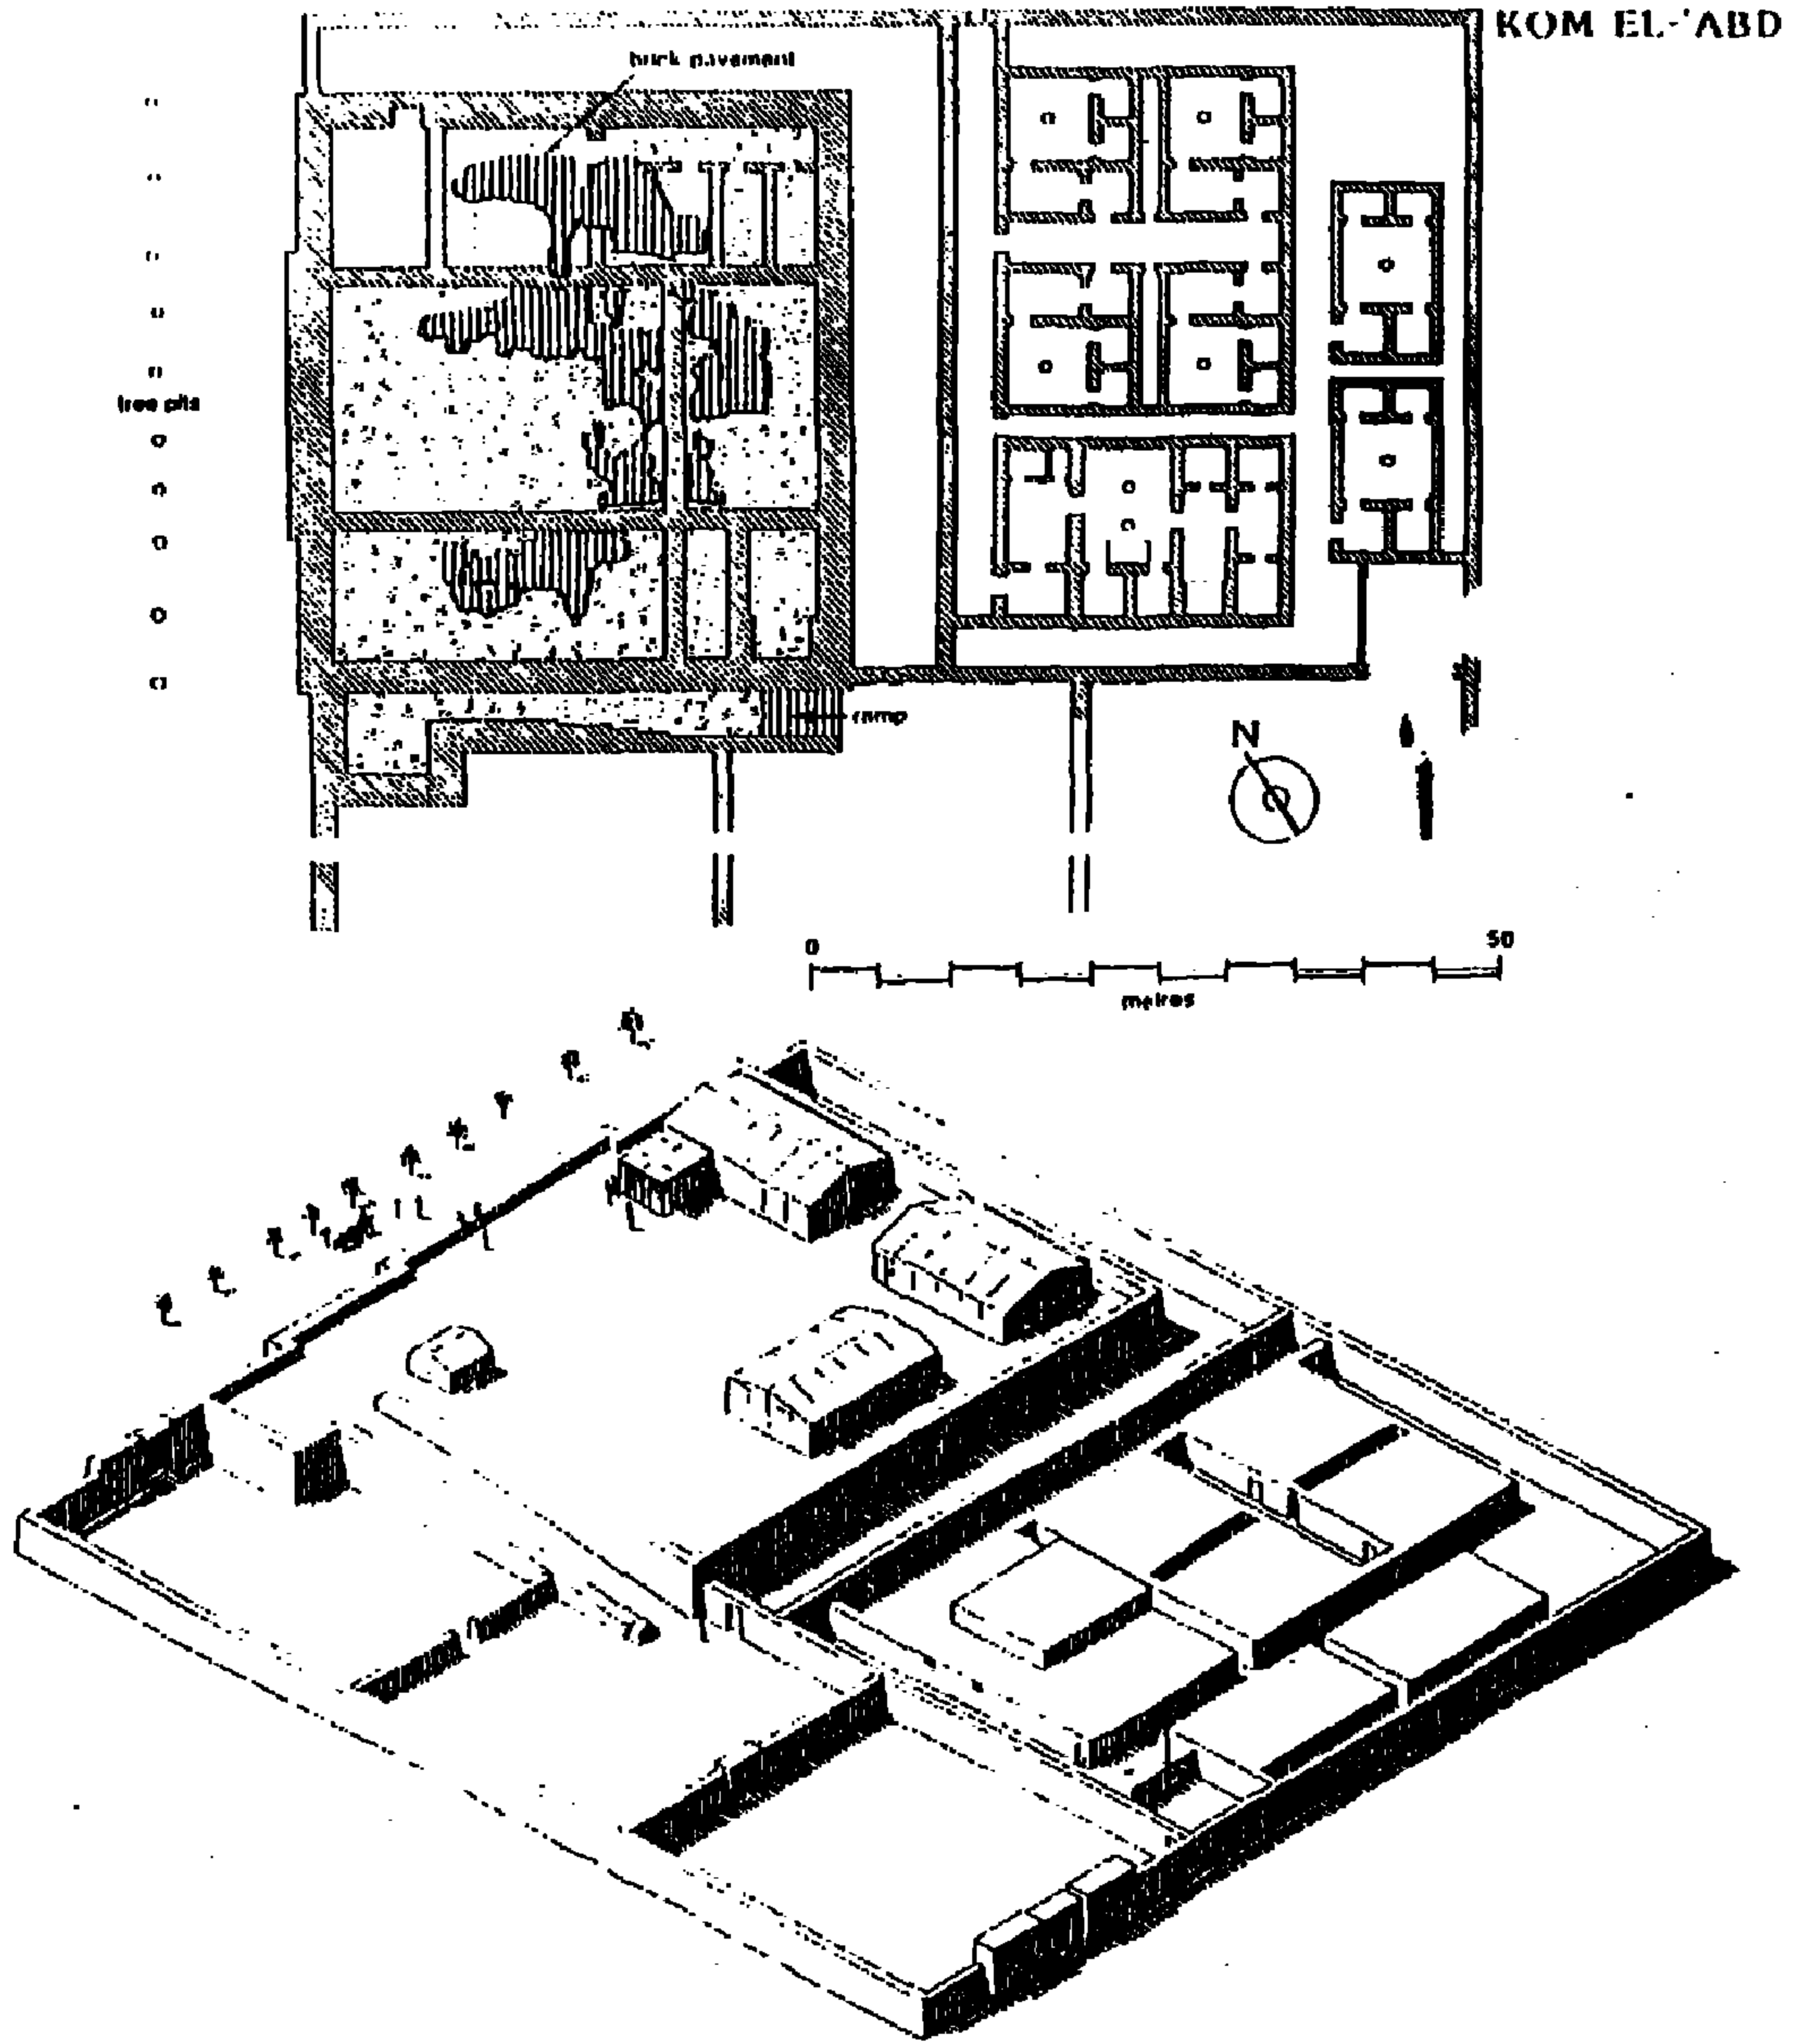 KOM EL-'ABD
brick pavement
tree pits
ramp
N
0 50
metres